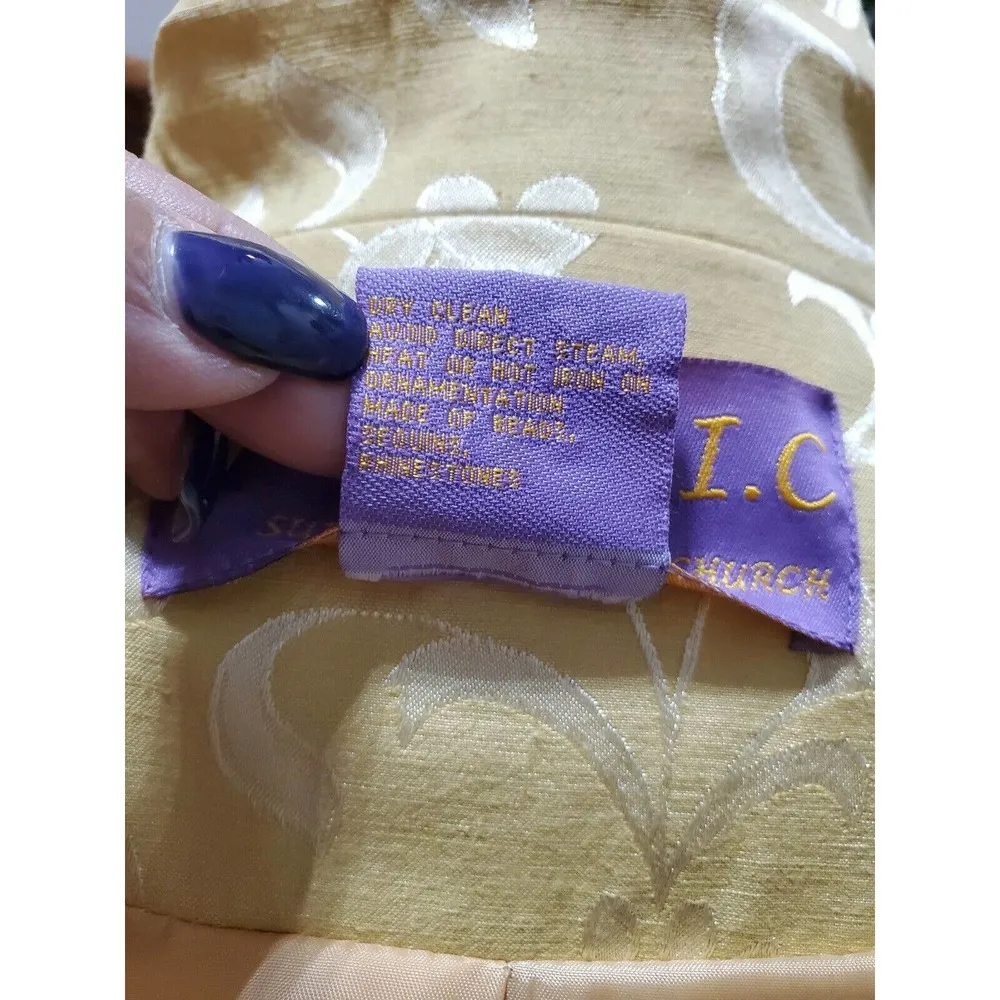 DRY CLEAN
AVOID DIRECT STEAM,
HEAT OR HOT IRON ON
ORNAMENTATION
MADE OF BEADS,
SEQUINS,
RHINESTONES
I.C
CHURCH